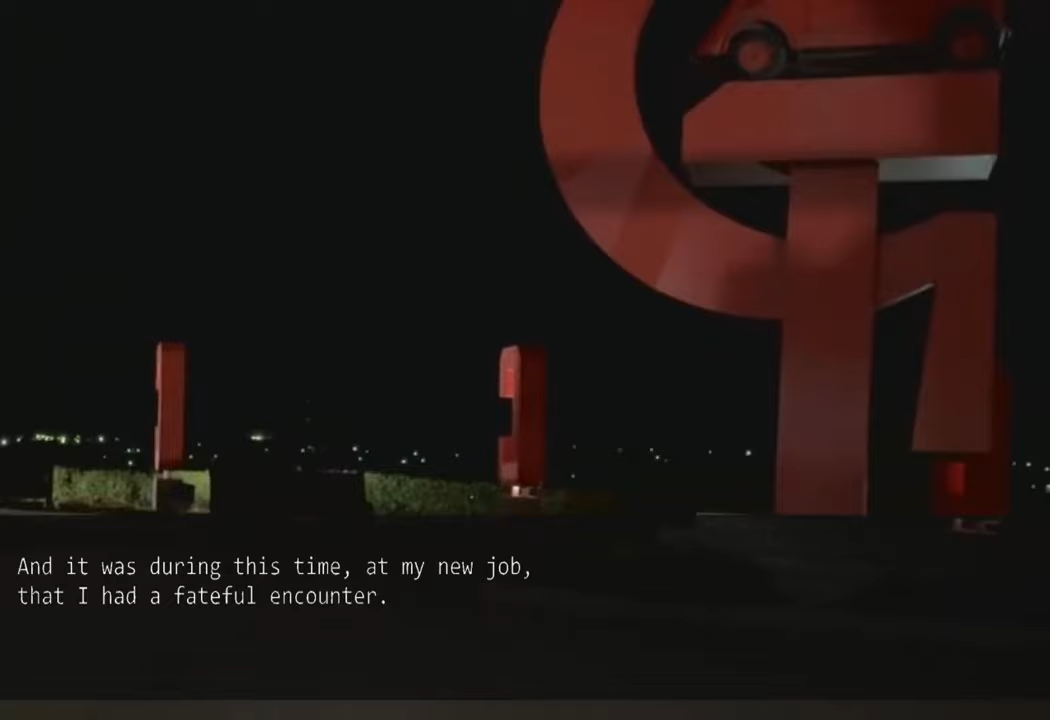 And it was during this time, at my new job,
that I had a fateful encounter.